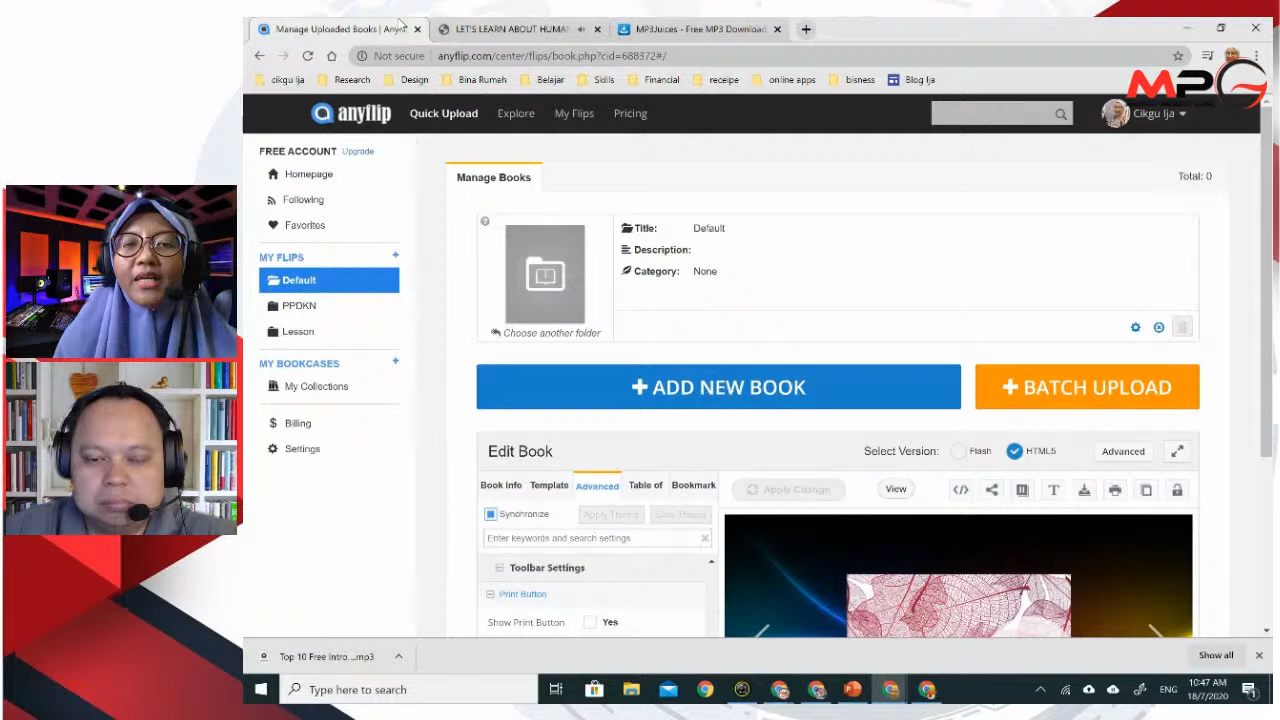 Manage Uploaded Books | Any
LET'S LEARN ABOUT HUMA
MP3Juices - Free MP3 Download
Not secure anyflip.com/center/flips/book.php?cid=688372#/
cikgu Ija Research Design Bina Rumah Belajar Skills Financial receipe online apps bisness Blog Ija
MPG
anyflip Quick Upload Explore My Flips Pricing Cikgu Ija
FREE ACCOUNT Upgrade
Homepage
Following
Favorites
MY FLIPS +
Default
PPDKN
Lesson
MY BOOKCASES +
My Collections
Billing
Settings
Manage Books Total: 0
Title: Default
Description:
Category: None
Choose another folder
+ ADD NEW BOOK + BATCH UPLOAD
Edit Book Select Version: Flash HTML5 Advanced
Book Info Template Advanced Table of Bookmark Apply Change View
Synchronize Apply Theme Save Theme
Enter keywords and search settings
Toolbar Settings
Print Button
Show Print Button Yes
Top 10 Free Intro....mp3 Show all
Type here to search ENG 10:47 AM
18/7/2020